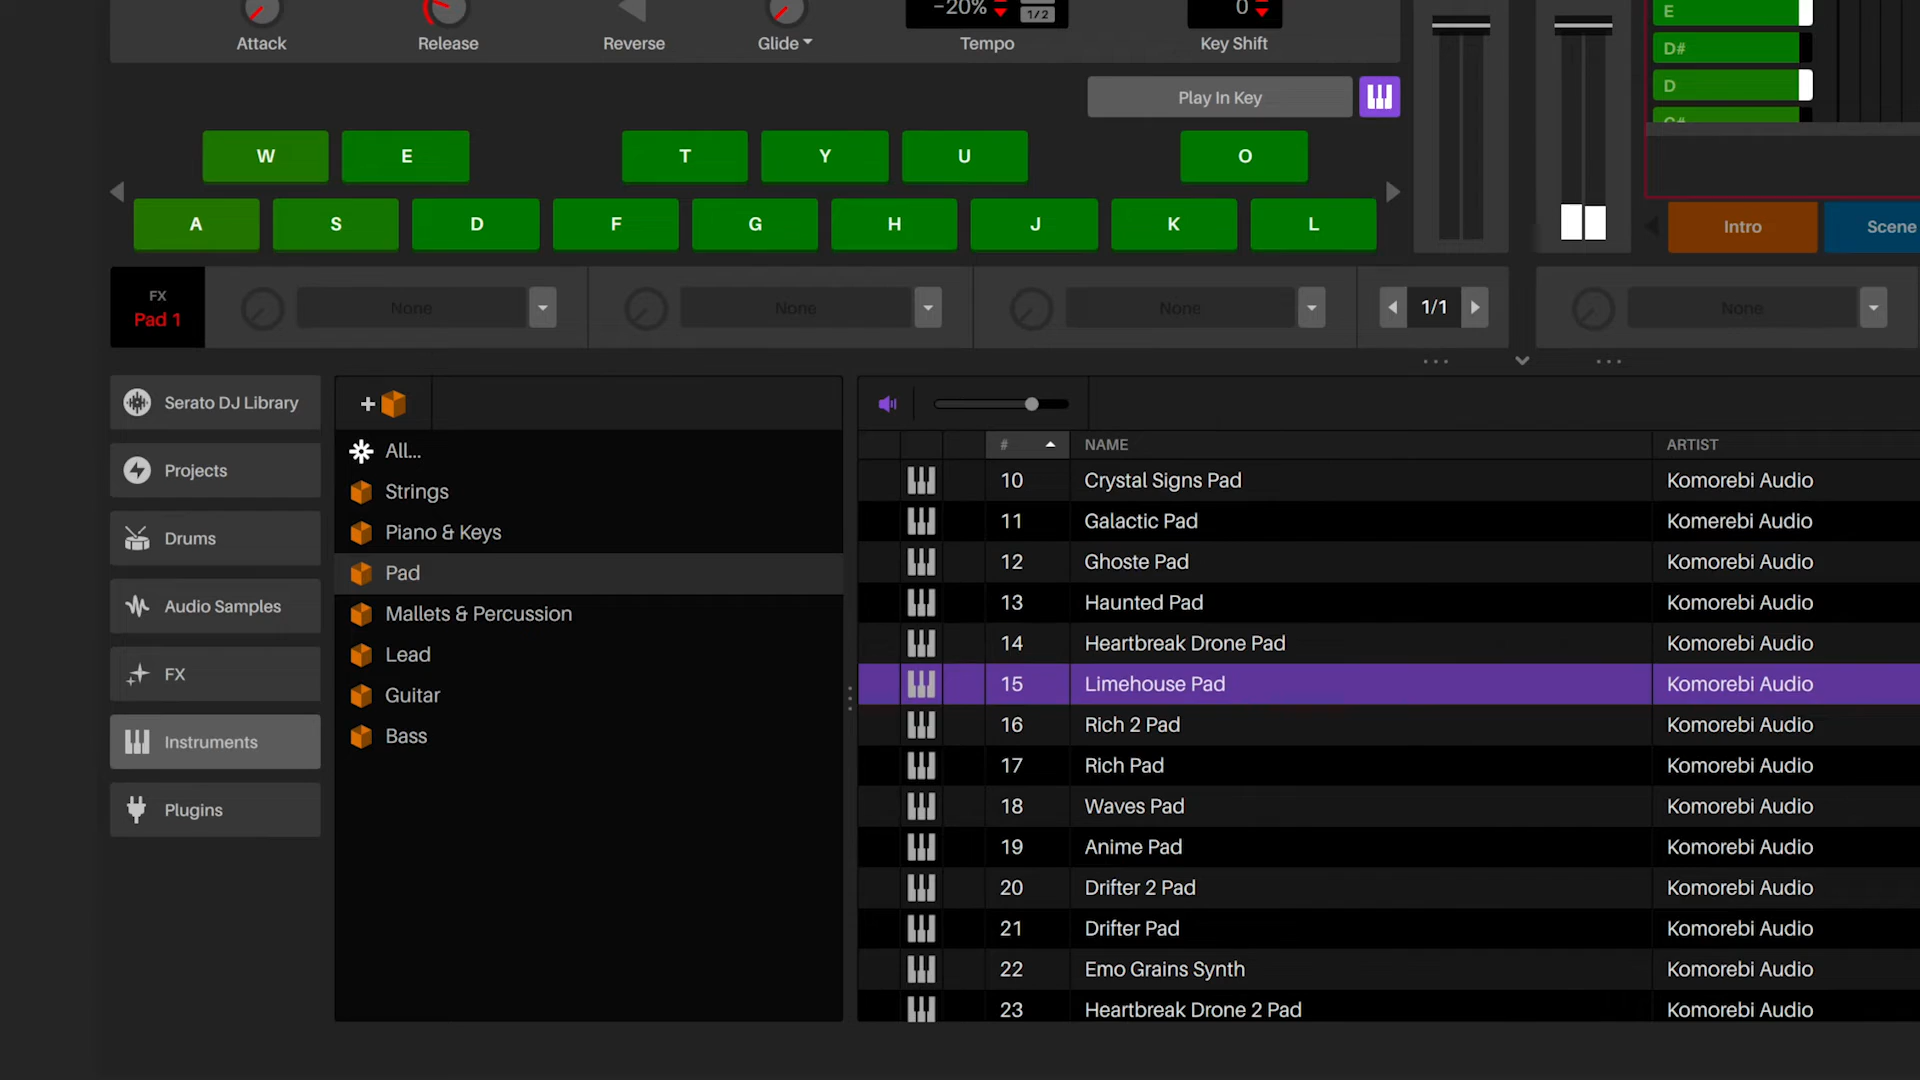 -20%
1/2
0
Attack
Release
Reverse
Glide
Tempo
Key Shift
E
D#
D
C#
Play In Key
W
E
T
Y
U
O
A
S
D
F
G
H
J
K
L
Intro
Scene
FX
Pad 1
None
None
None
1/1
None
Serato DJ Library
Projects
Drums
Audio Samples
FX
Instruments
Plugins
+
All...
Strings
Piano & Keys
Pad
Mallets & Percussion
Lead
Guitar
Bass
# NAME ARTIST
10 Crystal Signs Pad Komorebi Audio
11 Galactic Pad Komerebi Audio
12 Ghoste Pad Komorebi Audio
13 Haunted Pad Komorebi Audio
14 Heartbreak Drone Pad Komorebi Audio
15 Limehouse Pad Komorebi Audio
16 Rich 2 Pad Komorebi Audio
17 Rich Pad Komorebi Audio
18 Waves Pad Komorebi Audio
19 Anime Pad Komorebi Audio
20 Drifter 2 Pad Komorebi Audio
21 Drifter Pad Komorebi Audio
22 Emo Grains Synth Komorebi Audio
23 Heartbreak Drone 2 Pad Komorebi Audio